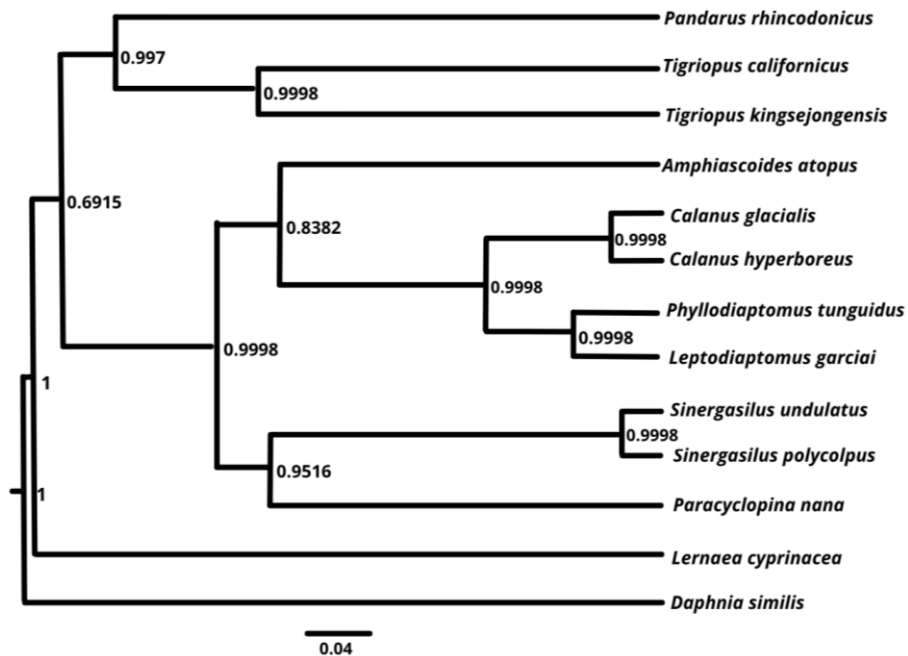 Pandarus rhincodonicus
0.997
Tigriopus californicus
0.9998
Tigriopus kingsejongensis
Amphiascoides atopus
0.6915
Calanus glacialis
0.8382
0.9998
Calanus hyperboreus
0.9998
Phyllodiaptomus tunguidus
0.9998
0.9998
Leptodiaptomus garciai
1
Sinergasilus undulatus
0.9998
Sinergasilus polycolpus
0.9516
1
Paracyclopina nana
Lernaea cyprinacea
Daphnia similis
0.04